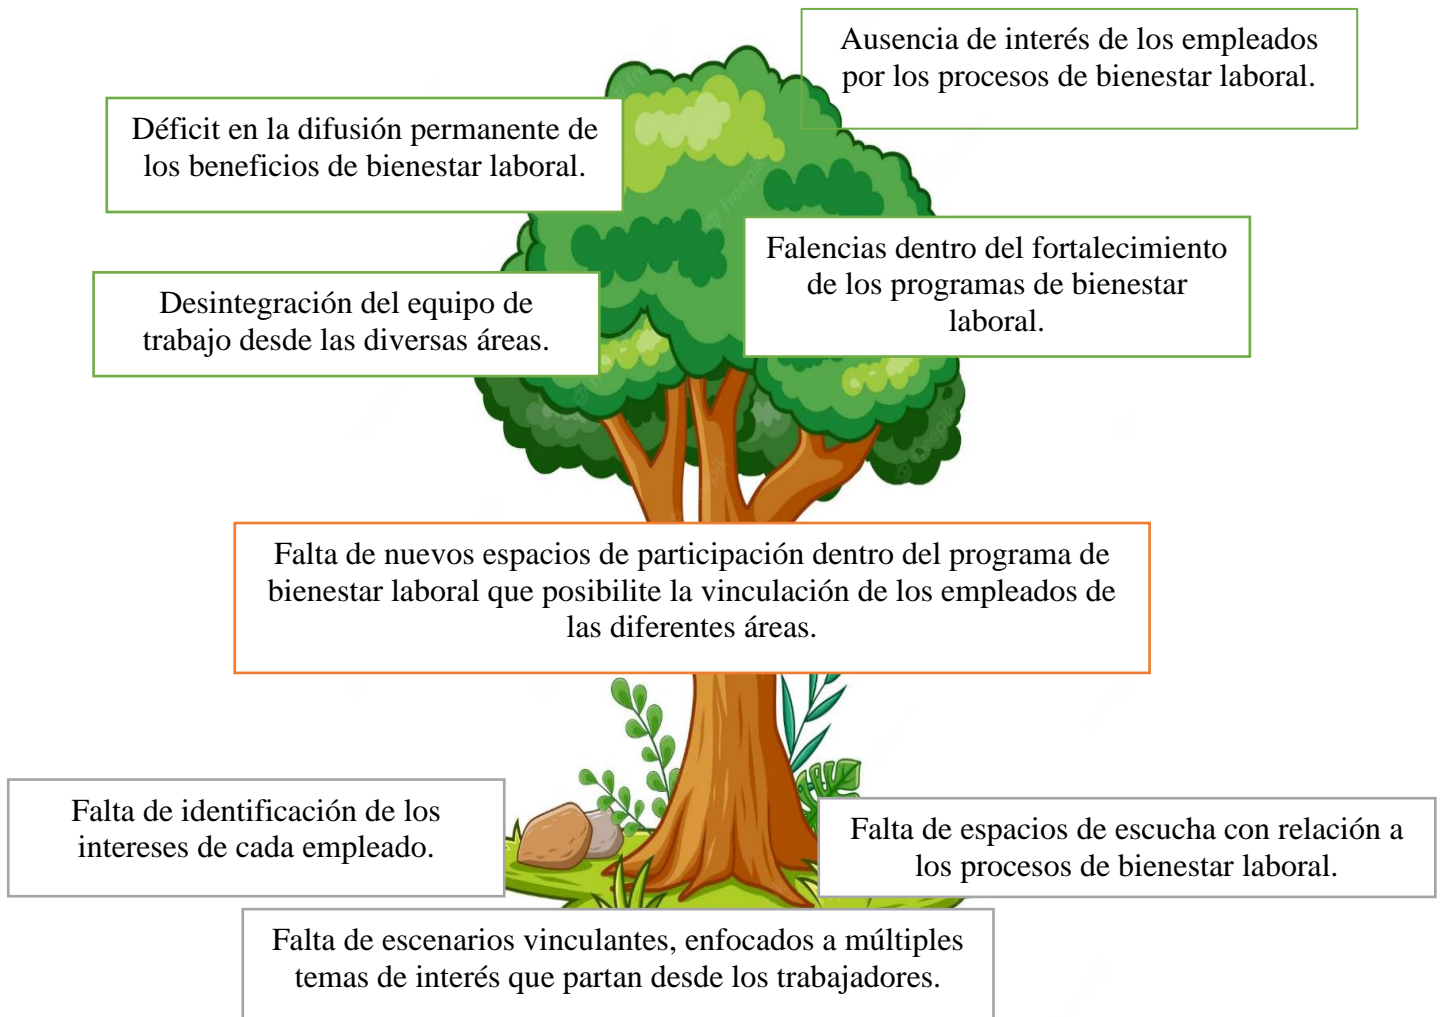 Ausencia de interés de los empleados
por los procesos de bienestar laboral.
Déficit en la difusión permanente de
los beneficios de bienestar laboral.
Falencias dentro del fortalecimiento
de los programas de bienestar
laboral.
Desintegración del equipo de
trabajo desde las diversas áreas.
Falta de nuevos espacios de participación dentro del programa de
bienestar laboral que posibilite la vinculación de los empleados de
las diferentes áreas.
Falta de identificación de los
intereses de cada empleado.
Falta de espacios de escucha con relación a
los procesos de bienestar laboral.
Falta de escenarios vinculantes, enfocados a múltiples
temas de interés que partan desde los trabajadores.